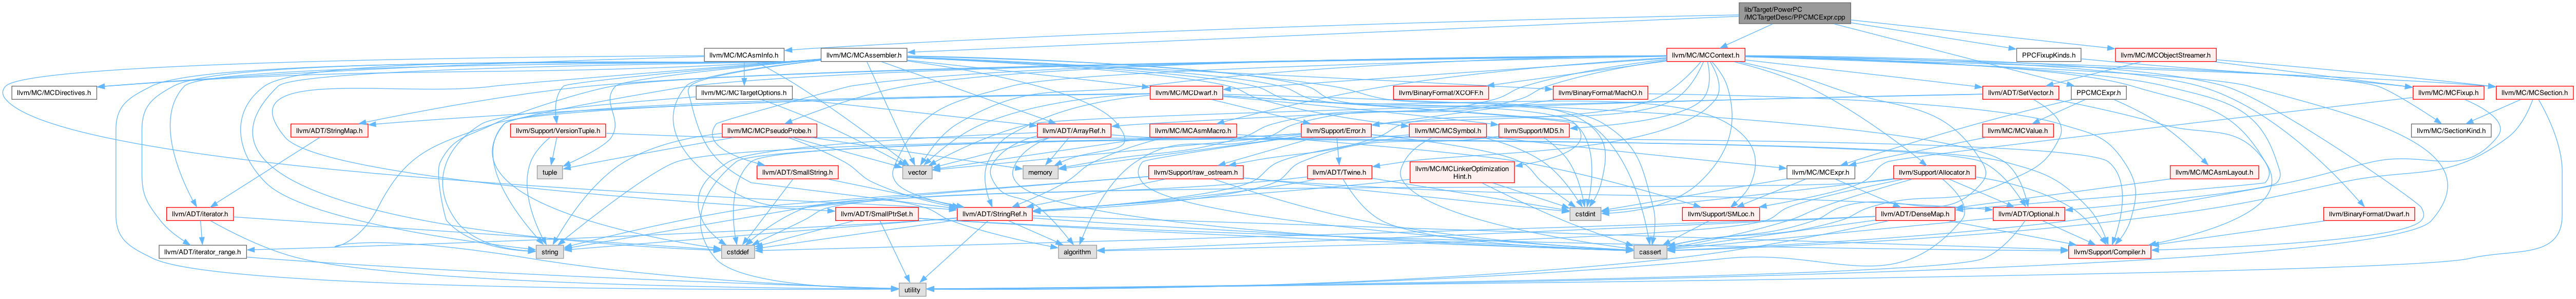 lib/Target/PowerPC
/MCTargetDesc/PPCMCExpr.cpp
llvm/MC/MCAsmInfo.h
llvm/MC/MCAssembler.h
llvm/MC/MCContext.h
PPCFixupKinds.h
llvm/MC/MCObjectStreamer.h
llvm/MC/MCDirectives.h
llvm/MC/MCTargetOptions.h
llvm/MC/MCDwarf.h
llvm/BinaryFormat/XCOFF.h
llvm/BinaryFormat/MachO.h
llvm/ADT/SetVector.h
PPCMCExpr.h
llvm/MC/MCFixup.h
llvm/MC/MCSection.h
llvm/ADT/StringMap.h
llvm/Support/VersionTuple.h
llvm/MC/MCPseudoProbe.h
llvm/ADT/ArrayRef.h
llvm/MC/MCAsmMacro.h
llvm/Support/Error.h
llvm/MC/MCSymbol.h
llvm/Support/MD5.h
llvm/MC/MCValue.h
llvm/MC/SectionKind.h
tuple
llvm/ADT/SmallString.h
vector
memory
llvm/Support/raw_ostream.h
llvm/ADT/Twine.h
llvm/MC/MCLinkerOptimization
Hint.h
llvm/MC/MCExpr.h
llvm/Support/Allocator.h
llvm/MC/MCAsmLayout.h
llvm/ADT/iterator.h
llvm/ADT/SmallPtrSet.h
llvm/ADT/StringRef.h
cstdint
llvm/Support/SMLoc.h
llvm/ADT/DenseMap.h
llvm/ADT/Optional.h
llvm/BinaryFormat/Dwarf.h
llvm/ADT/iterator_range.h
string
cstddef
algorithm
cassert
llvm/Support/Compiler.h
utility